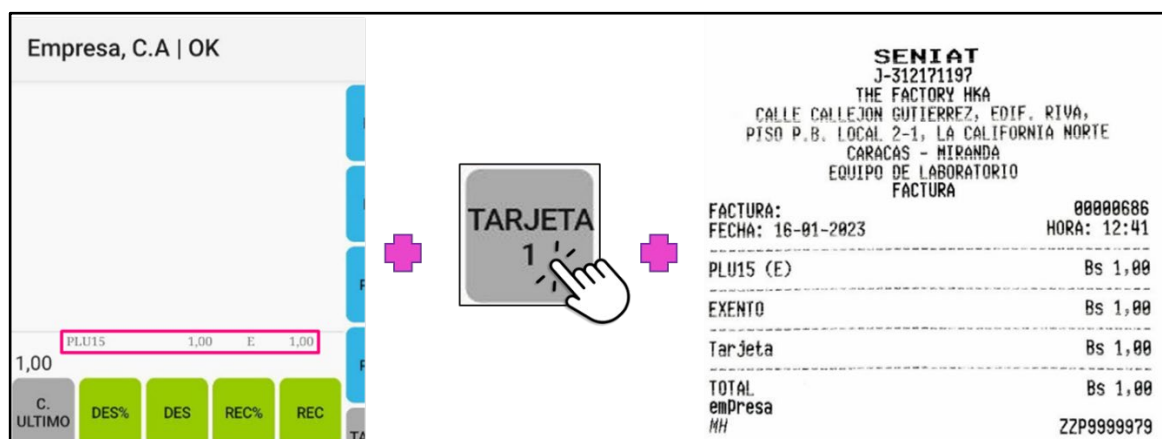 Empresa, C.A | OK
PLU15 1,00 E 1,00
1,00
C. ULTIMO
DES%
DES
REC%
REC
TARJETA
1
SENIAT
J-312171197
THE FACTORY HKA
CALLE CALLEJON GUTIERREZ, EDIF. RIVA,
PISO P.B. LOCAL 2-1, LA CALIFORNIA NORTE
CARACAS - MIRANDA
EQUIPO DE LABORATORIO
FACTURA
FACTURA: 00000686
FECHA: 16-01-2023 HORA: 12:41
PLU15 (E) Bs 1,00
EXENTO Bs 1,00
Tarjeta Bs 1,00
TOTAL Bs 1,00
emPresa
MH ZZP9999979